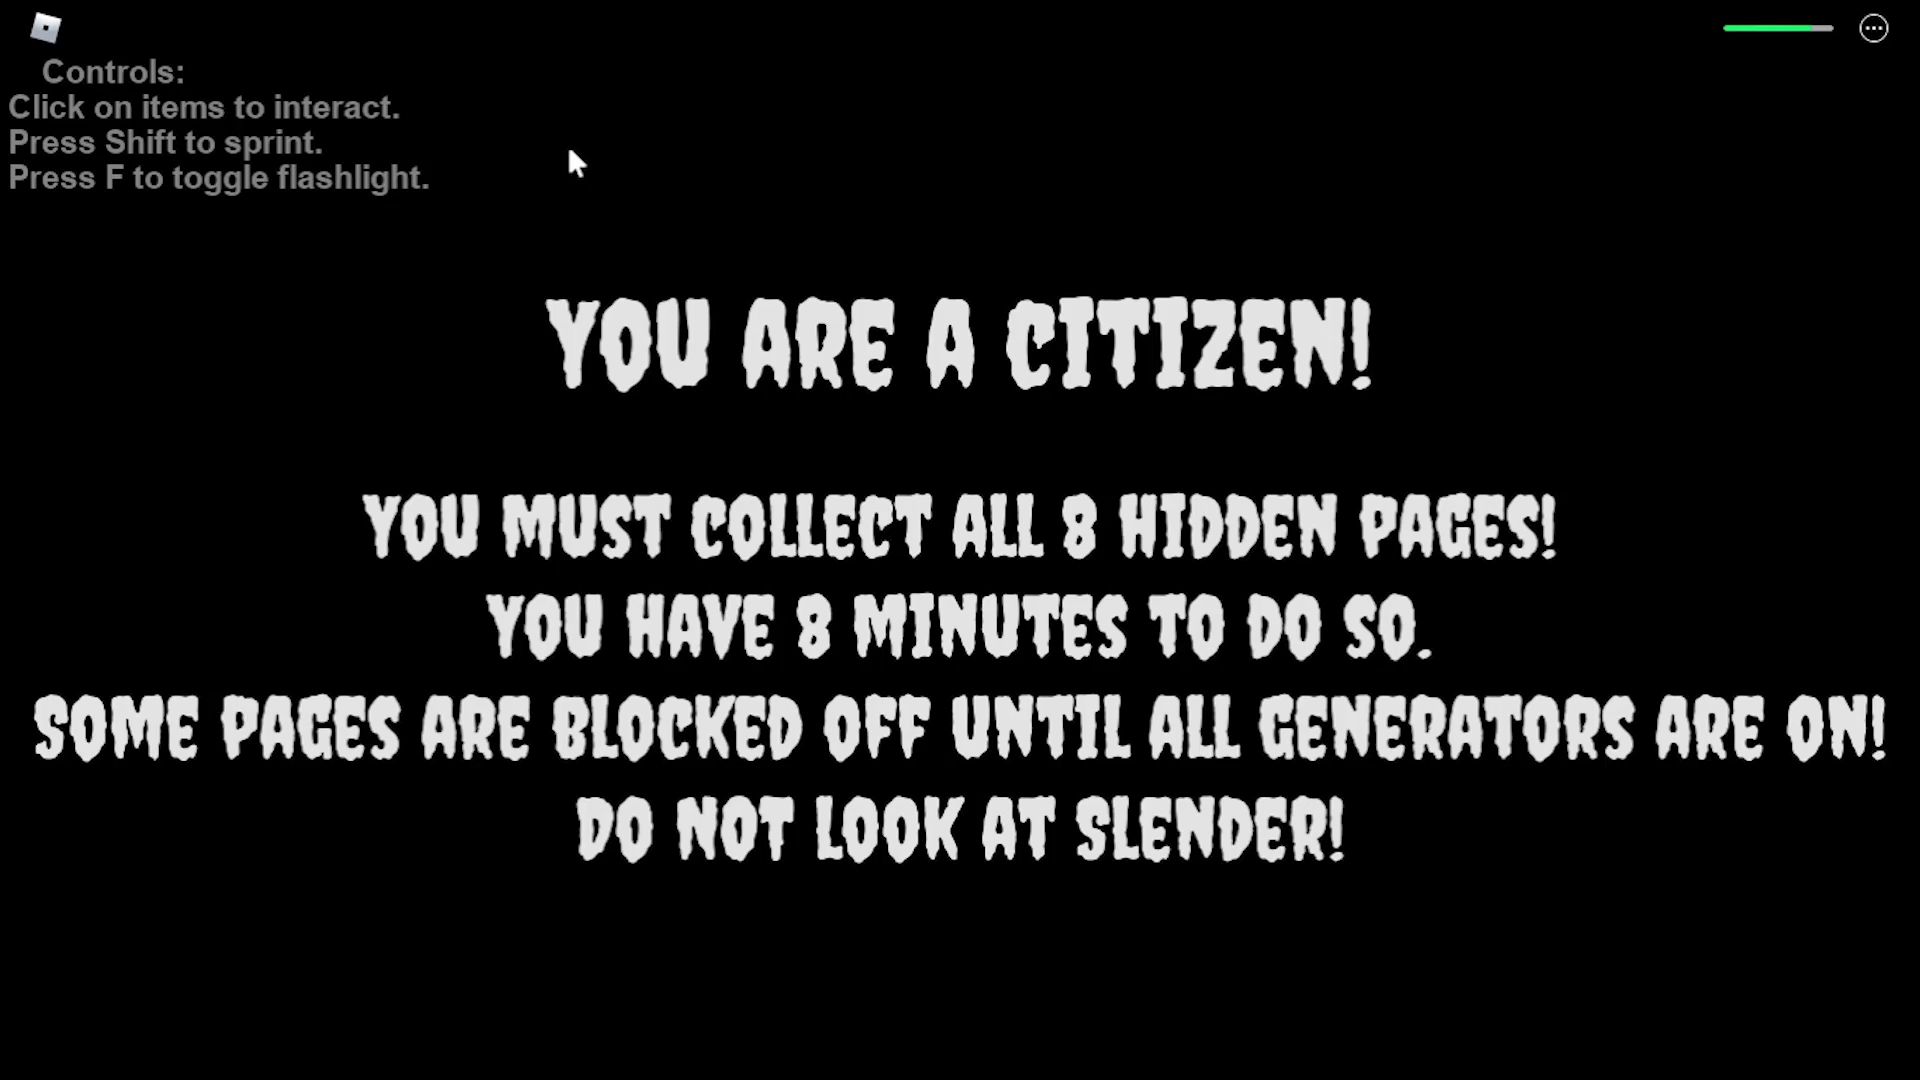 Controls:
Click on items to interact.
Press Shift to sprint.
Press F to toggle flashlight.
YOU ARE A CITIZEN!
YOU MUST COLLECT ALL 8 HIDDEN PAGES!
YOU HAVE 8 MINUTES TO DO SO.
SOME PAGES ARE BLOCKED OFF UNTIL ALL GENERATORS ARE ON!
DO NOT LOOK AT SLENDER!